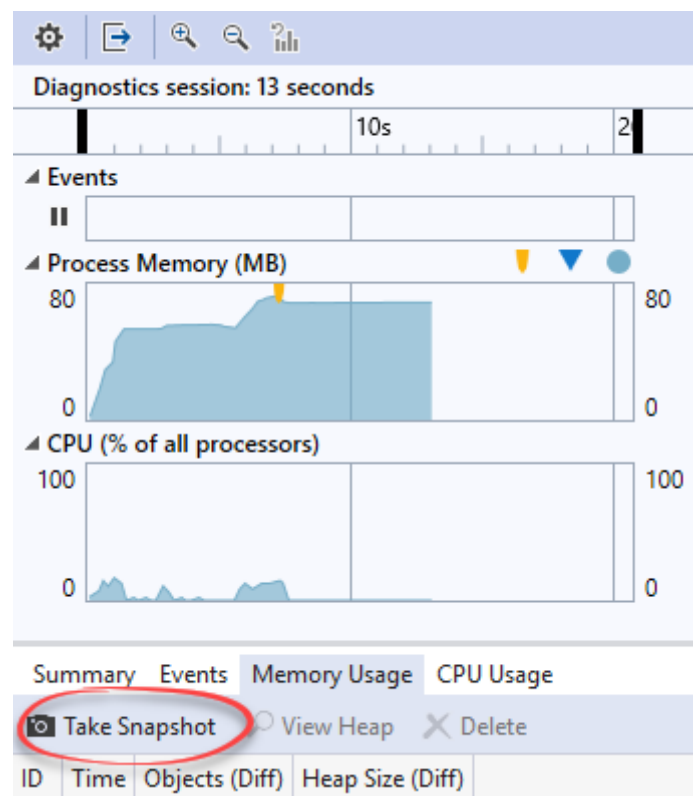 Diagnostics session: 13 seconds
10s
2
Events
Process Memory (MB)
80 80
0 0
CPU (% of all processors)
100 100
0 0
Summary Events Memory Usage CPU Usage
Take Snapshot View Heap Delete
ID Time Objects (Diff) Heap Size (Diff)